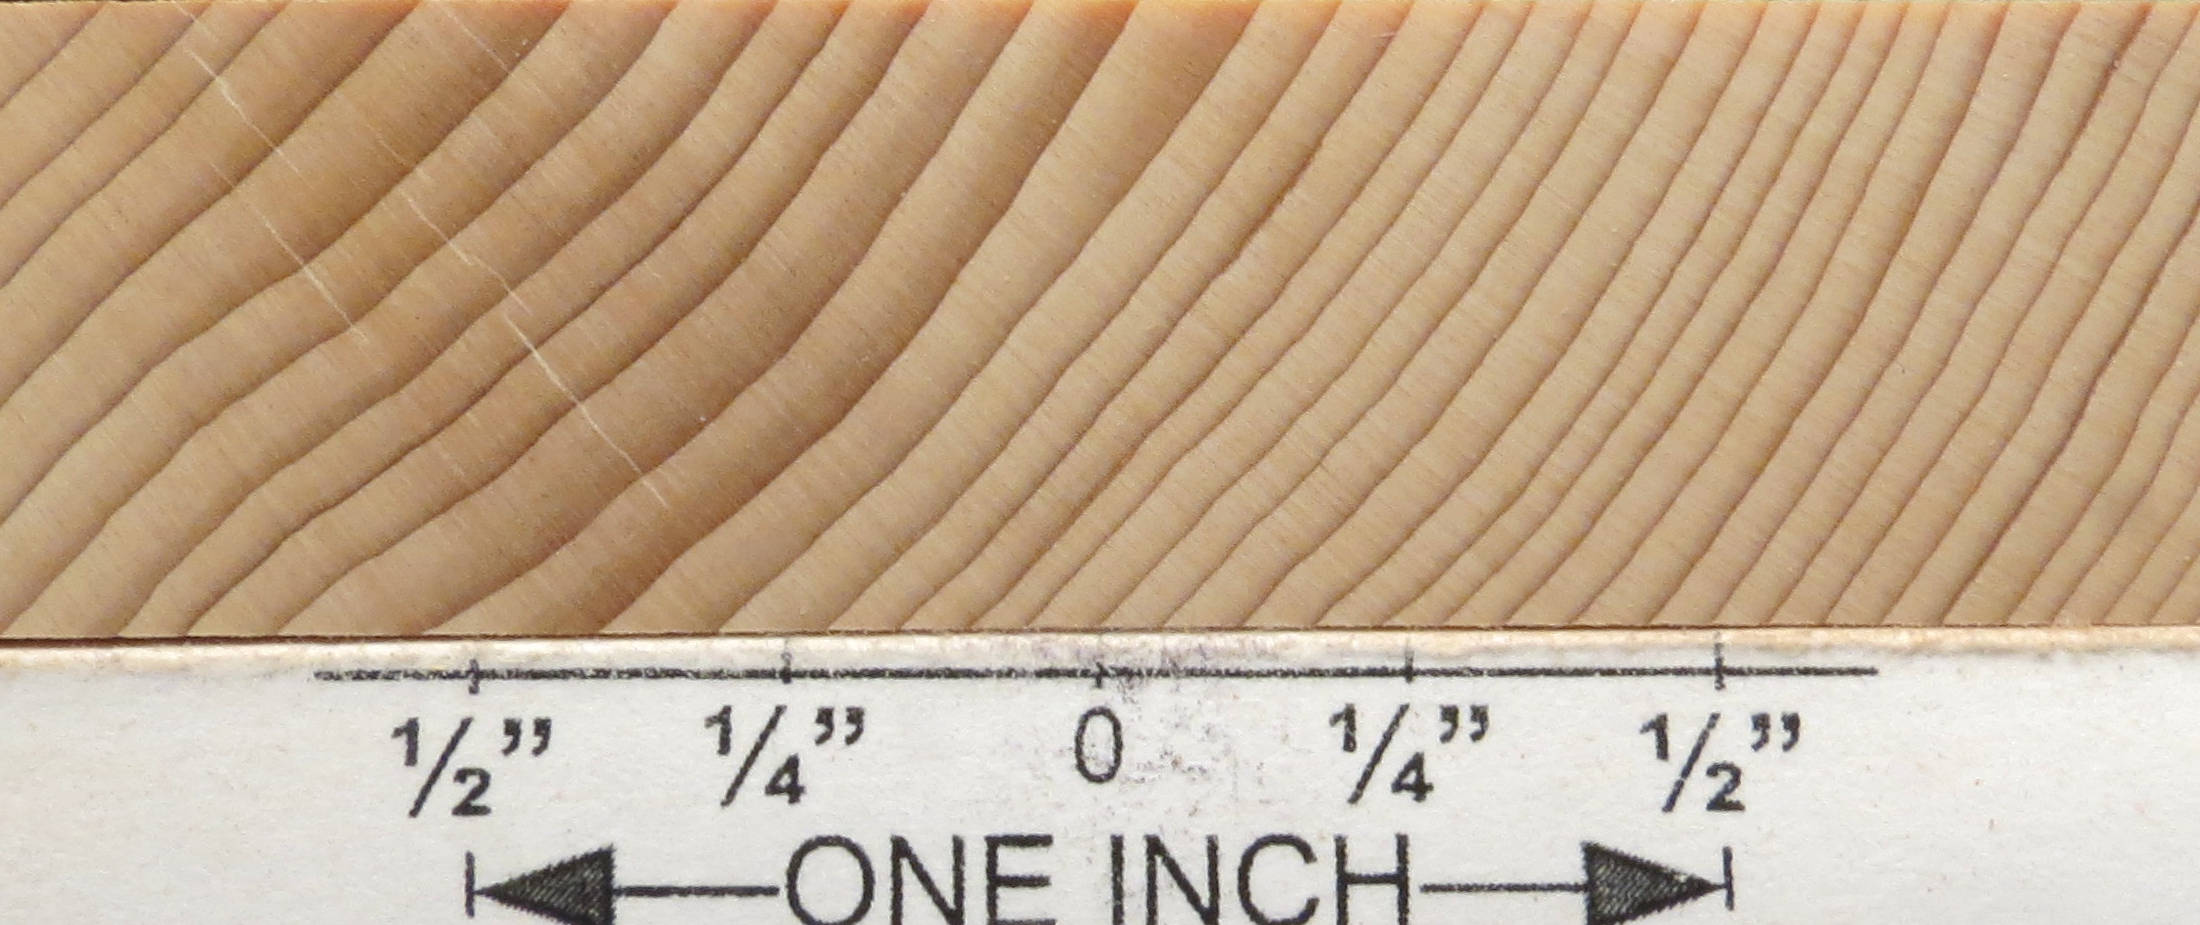 1/2” 1/4” 0 1/4” 1/2”
ONE INCH